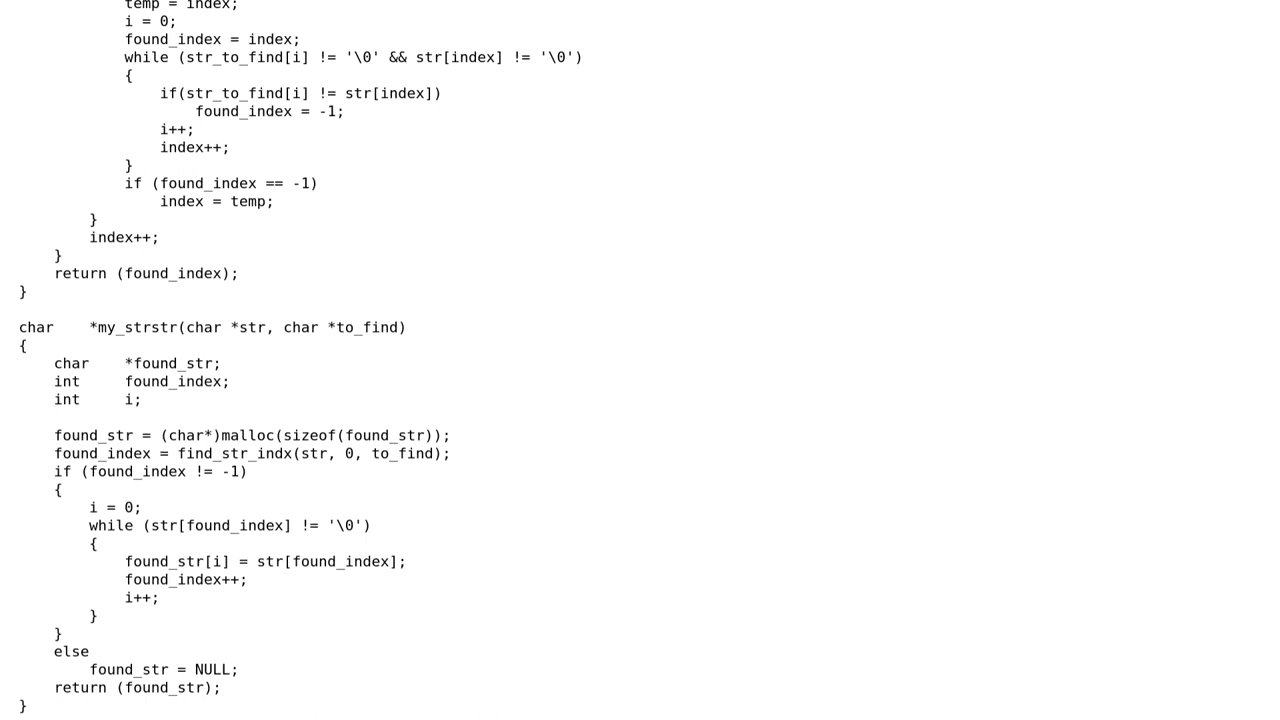 temp = index;
i = 0;
found_index = index;
while (str_to_find[i] != '\0' && str[index] != '\0')
{
if(str_to_find[i] != str[index])
found_index = -1;
i++;
index++;
}
if (found_index == -1)
index = temp;
}
index++;
}
return (found_index);
}
char *my_strstr(char *str, char *to_find)
{
char *found_str;
int found_index;
int i;
found_str = (char*)malloc(sizeof(found_str));
found_index = find_str_indx(str, 0, to_find);
if (found_index != -1)
{
i = 0;
while (str[found_index] != '\0')
{
found_str[i] = str[found_index];
found_index++;
i++;
}
}
else
found_str = NULL;
return (found_str);
}